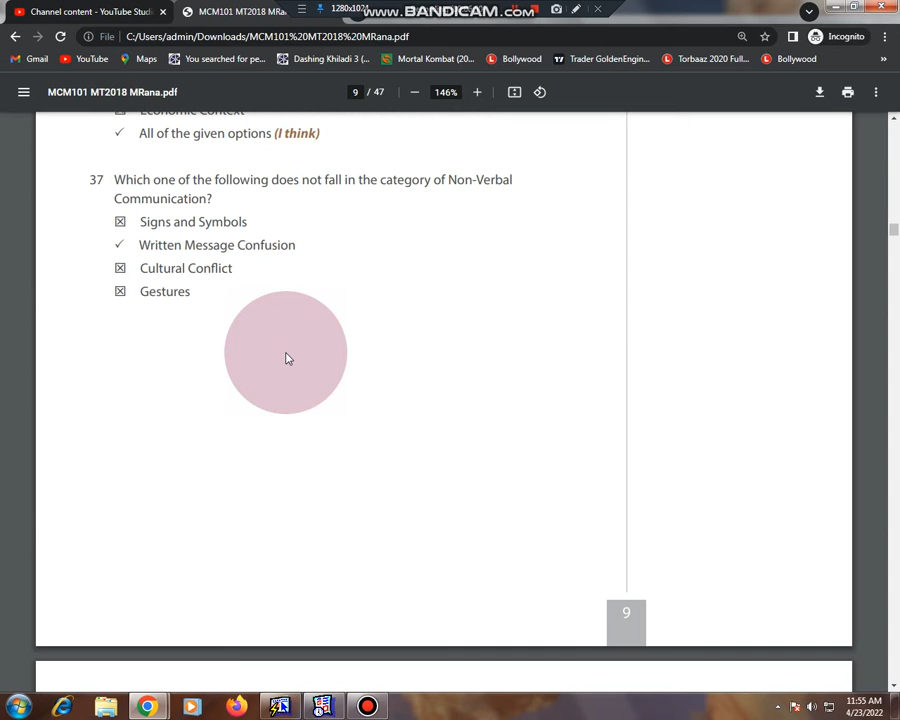 Channel content - YouTube Studi
MCM101 MT2018 MRana
1280x1024
www.BANDICAM.com
File C:/Users/admin/Downloads/MCM101%20MT2018%20MRana.pdf
Incognito
Gmail YouTube Maps You searched for pe... Dashing Khiladi 3 (... Mortal Kombat (20... Bollywood Trader GoldenEngin... Torbaaz 2020 Full... Bollywood »
MCM101 MT2018 MRana.pdf 9 / 47 146%
Economic Context
✓ All of the given options (I think)
37 Which one of the following does not fall in the category of Non-Verbal
Communication?
☒ Signs and Symbols
✓ Written Message Confusion
☒ Cultural Conflict
☒ Gestures
9
11:55 AM
4/23/2022